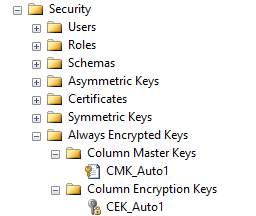 Security
Users
Roles
Schemas
Asymmetric Keys
Certificates
Symmetric Keys
Always Encrypted Keys
Column Master Keys
CMK_Auto1
Column Encryption Keys
CEK_Auto1